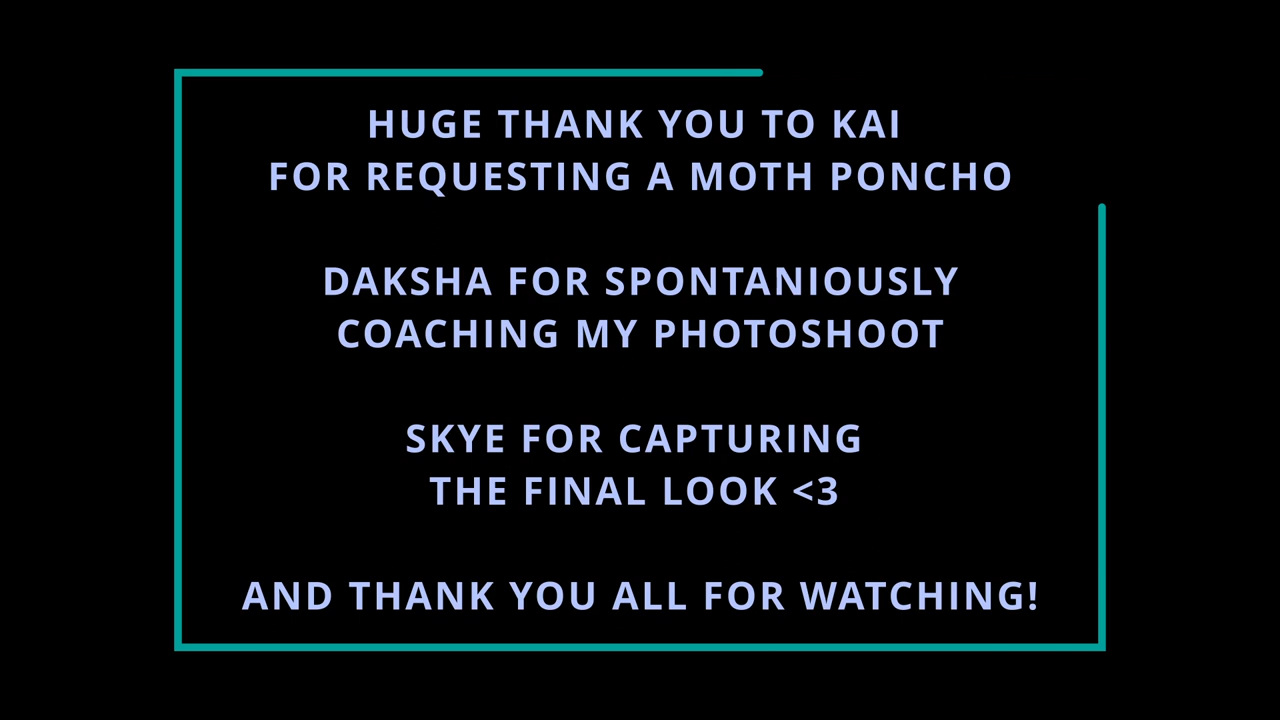 HUGE THANK YOU TO KAI
FOR REQUESTING A MOTH PONCHO
DAKSHA FOR SPONTANIOUSLY
COACHING MY PHOTOSHOOT
SKYE FOR CAPTURING
THE FINAL LOOK <3
AND THANK YOU ALL FOR WATCHING!